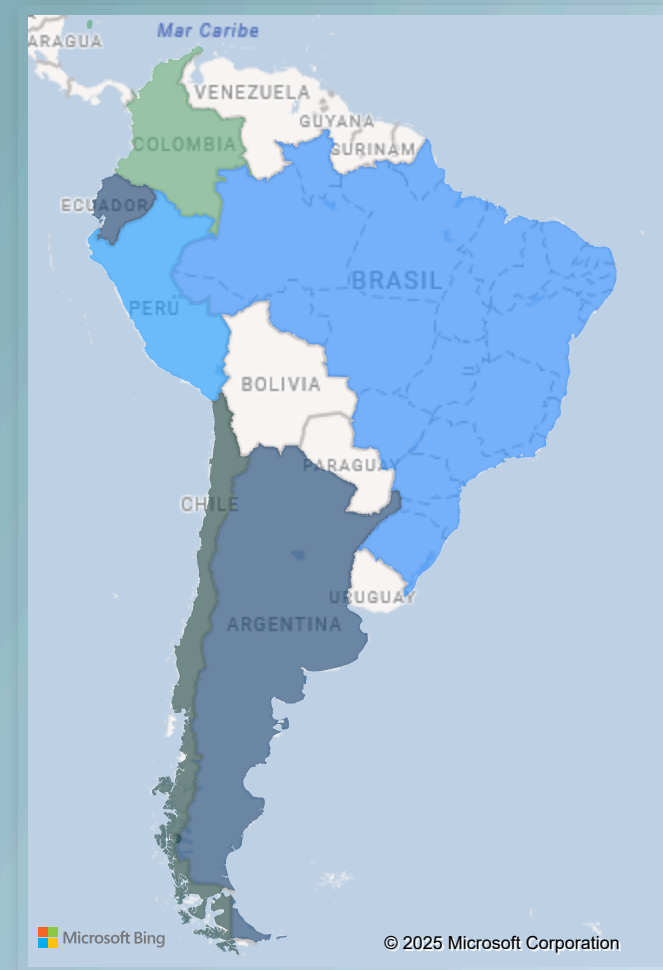 Mar Caribe
ARAGUA
VENEZUELA
GUYANA
SURINAM
COLOMBIA
ECUADOR
BRASIL
PERÚ
BOLIVIA
PARAGUAY
CHILE
URUGUAY
ARGENTINA
Microsoft Bing
© 2025 Microsoft Corporation